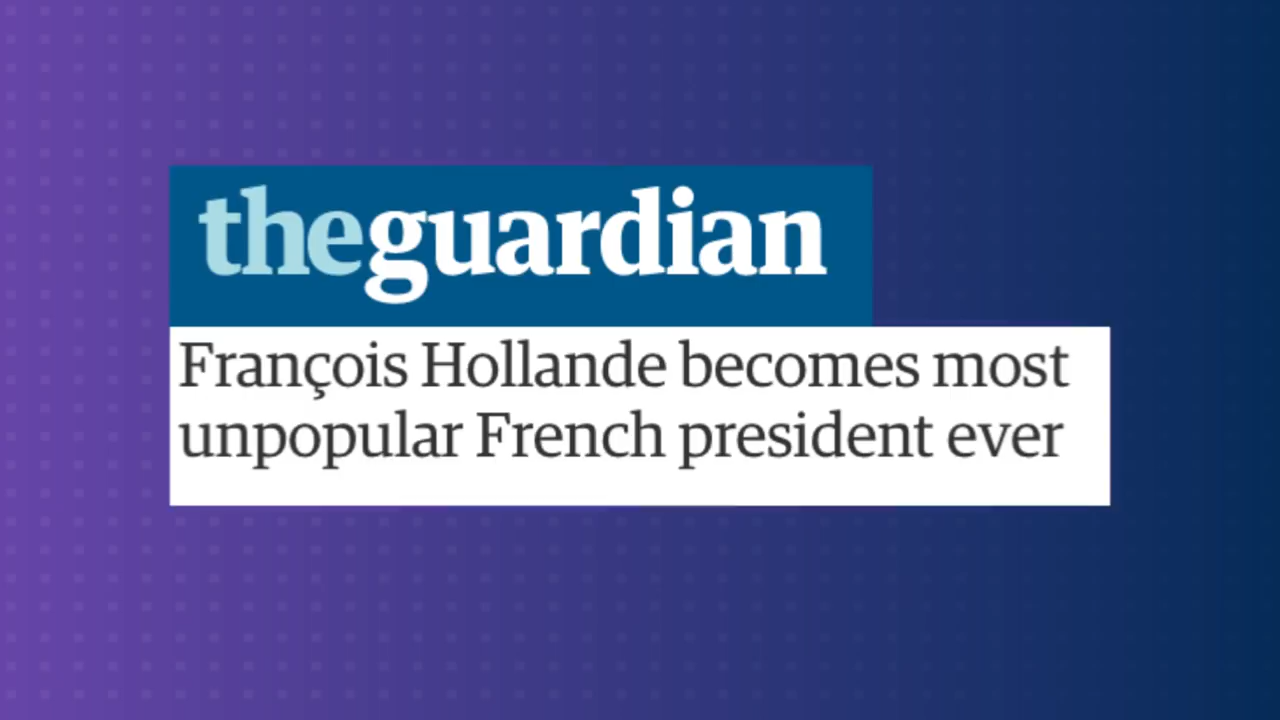 theguardian
François Hollande becomes most
unpopular French president ever